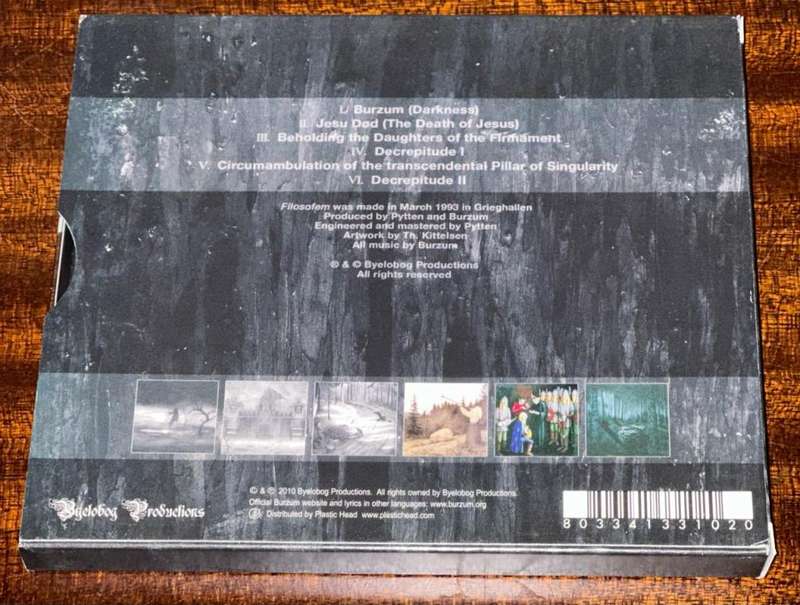 I. Burzum (Darkness)
II. Jesu Død (The Death of Jesus)
III. Beholding the Daughters of the Firmament
IV. Decrepitude I
V. Circumambulation of the transcendental Pillar of Singularity
VI. Decrepitude II
Filosofem was made in March 1993 in Grieghallen
Produced by Pytten and Burzum
Engineered and mastered by Pytten
Artwork by Th. Kittelsen
All music by Burzum
℗ & © Byelobog Productions
All rights reserved
Byelobog Productions
© & ℗ 2010 Byelobog Productions. All rights owned by Byelobog Productions.
Official Burzum website and lyrics in other languages: www.burzum.org
Distributed by Plastic Head www.plastichead.com
803341331020